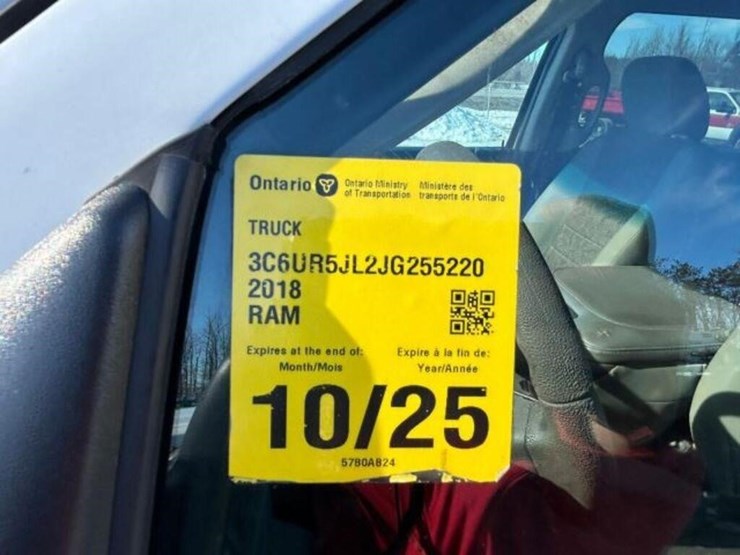 Ontario
Ontario Ministry of Transportation
Ministère des transports de l'Ontario
TRUCK
3C6UR5JL2JG255220
2018
RAM
Expires at the end of: Expire à la fin de:
Month/Mois Year/Année
10/25
5780A824